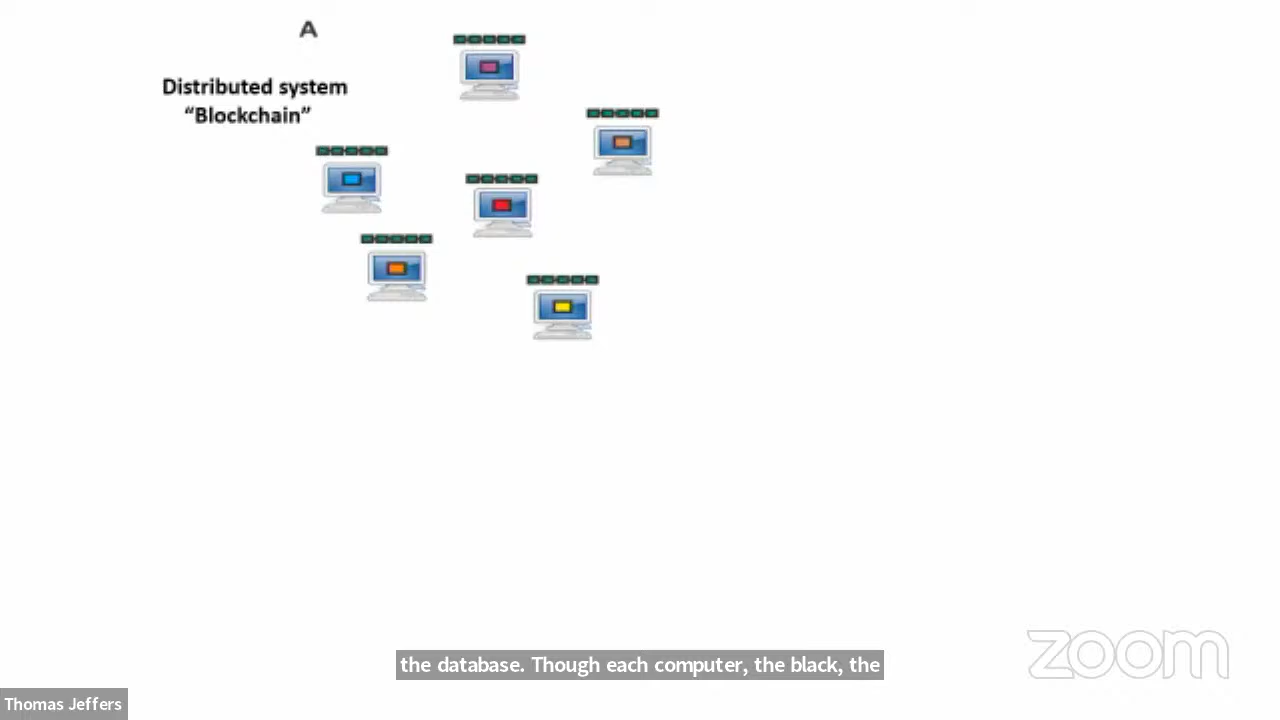 A
Distributed system
“Blockchain”
the database. Though each computer, the black, the
zoom
Thomas Jeffers